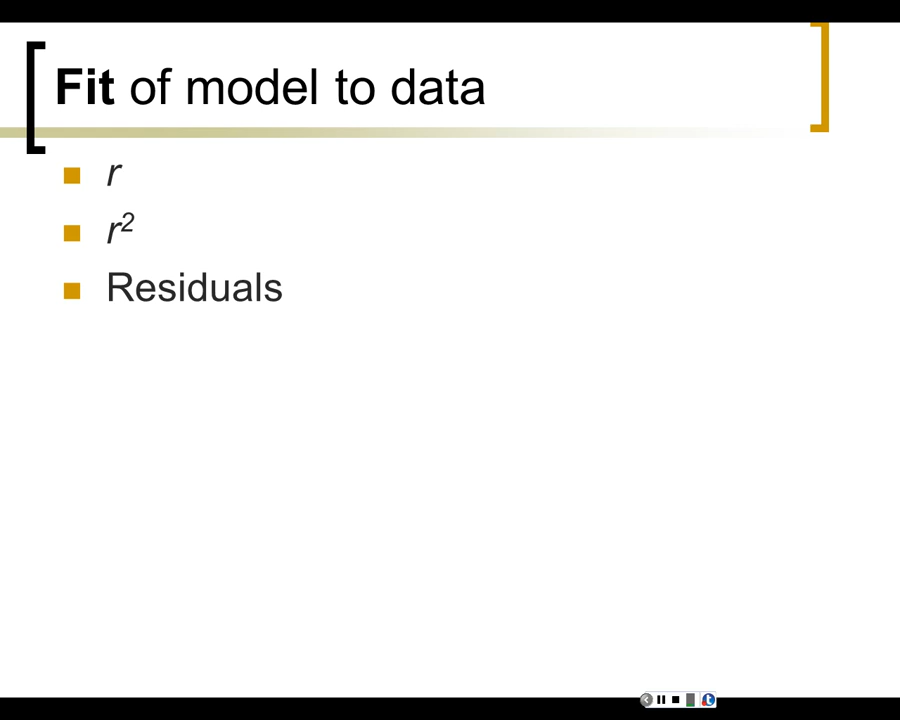 Fit of model to data
r
r²
Residuals